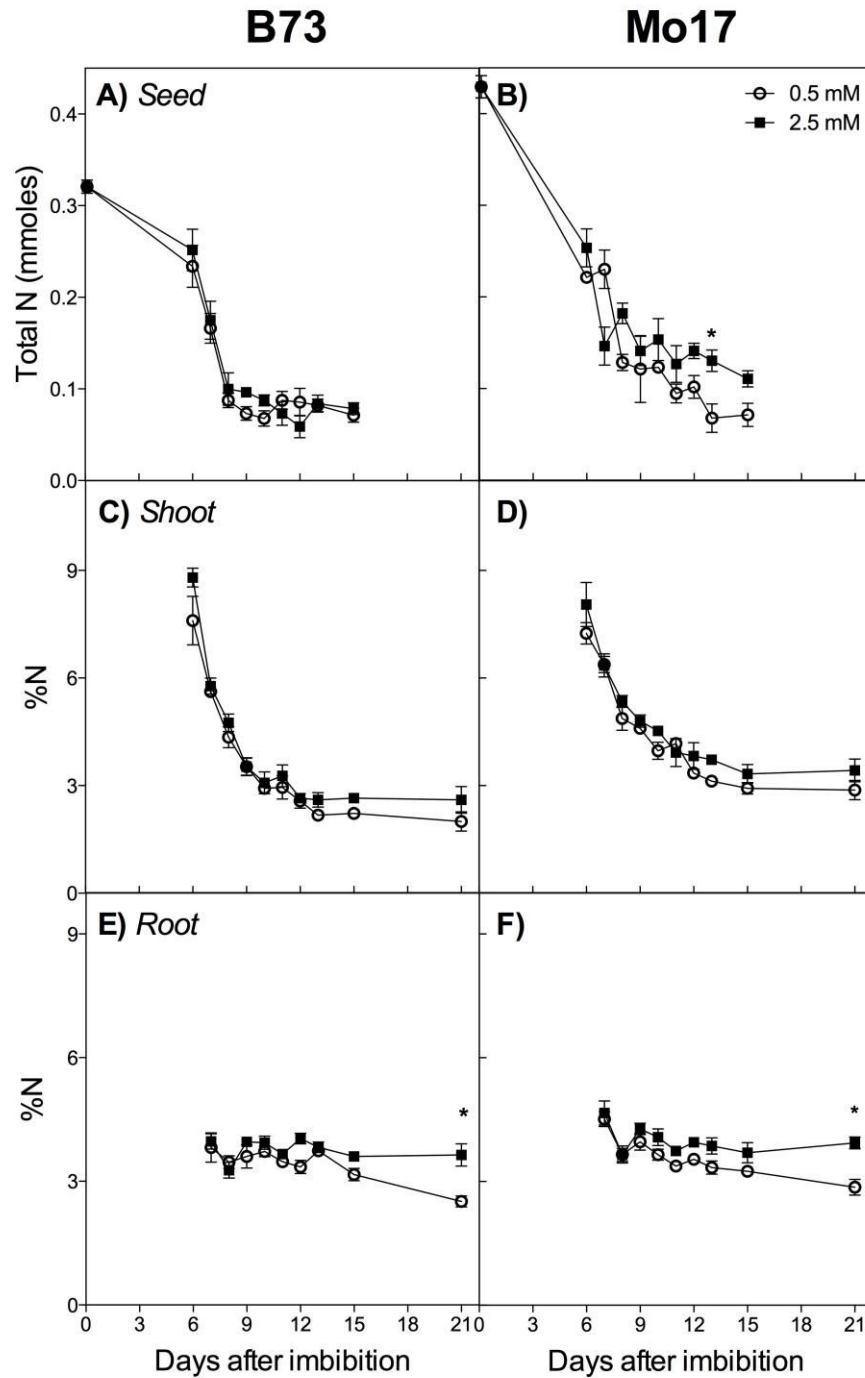 B73 Mo17
A) Seed B)
0.5 mM
2.5 mM
0.4
0.3
0.2
0.1
0.0
Total N (mmoles)
*
C) Shoot D)
9
6
3
0
%N
E) Root F)
9
6
3
0
%N
* *
0 3 6 9 12 15 18 21 0 3 6 9 12 15 18 21
Days after imbibition Days after imbibition